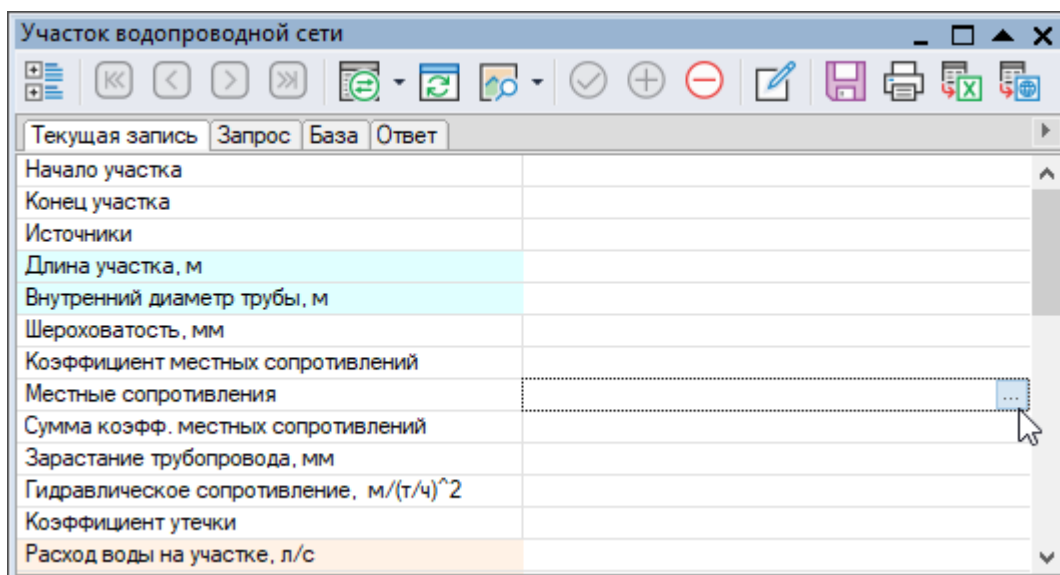 Участок водопроводной сети
Текущая запись Запрос База Ответ
Начало участка
Конец участка
Источники
Длина участка, м
Внутренний диаметр трубы, м
Шероховатость, мм
Коэффициент местных сопротивлений
Местные сопротивления ...
Сумма коэфф. местных сопротивлений
Зарастание трубопровода, мм
Гидравлическое сопротивление, м/(т/ч)^2
Коэффициент утечки
Расход воды на участке, л/с